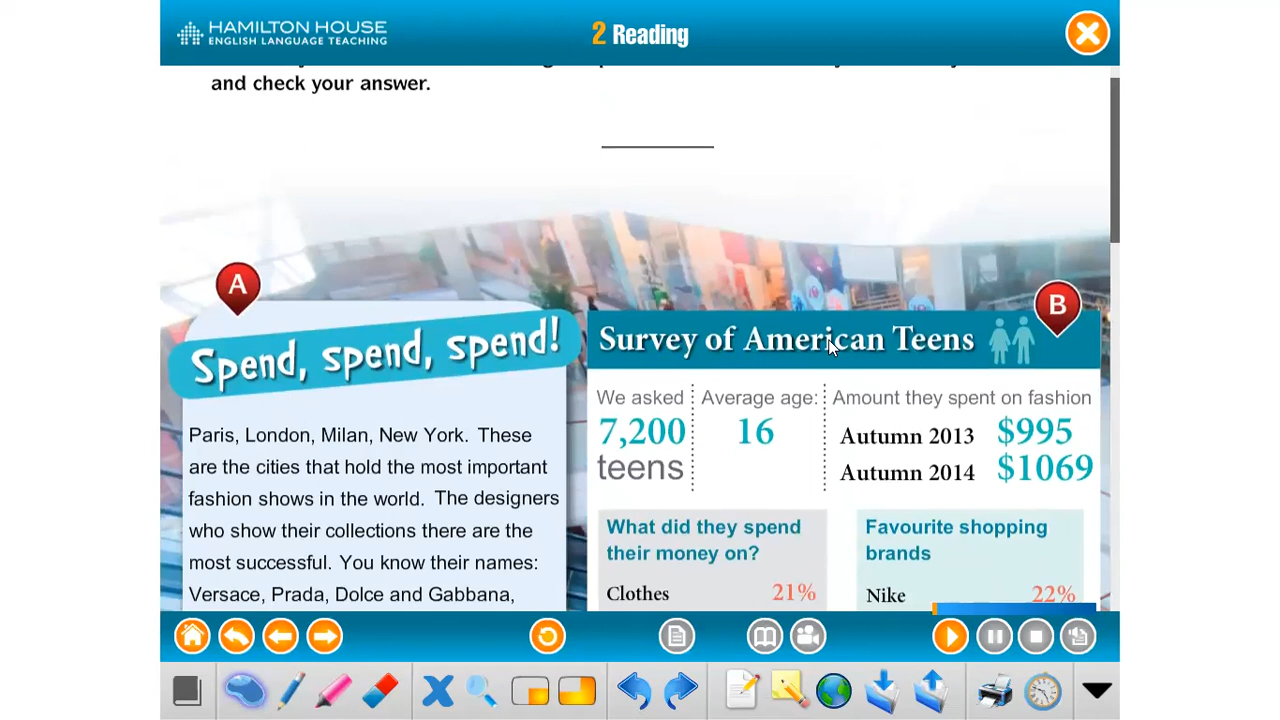 HAMILTON HOUSE
ENGLISH LANGUAGE TEACHING
2 Reading
and check your answer.
A
Spend, spend, spend!
Paris, London, Milan, New York. These
are the cities that hold the most important
fashion shows in the world. The designers
who show their collections there are the
most successful. You know their names:
Versace, Prada, Dolce and Gabbana,
B
Survey of American Teens
We asked
7,200
teens
Average age:
16
Amount they spent on fashion
Autumn 2013 $995
Autumn 2014 $1069
What did they spend
their money on?
Clothes 21%
Favourite shopping
brands
Nike 22%